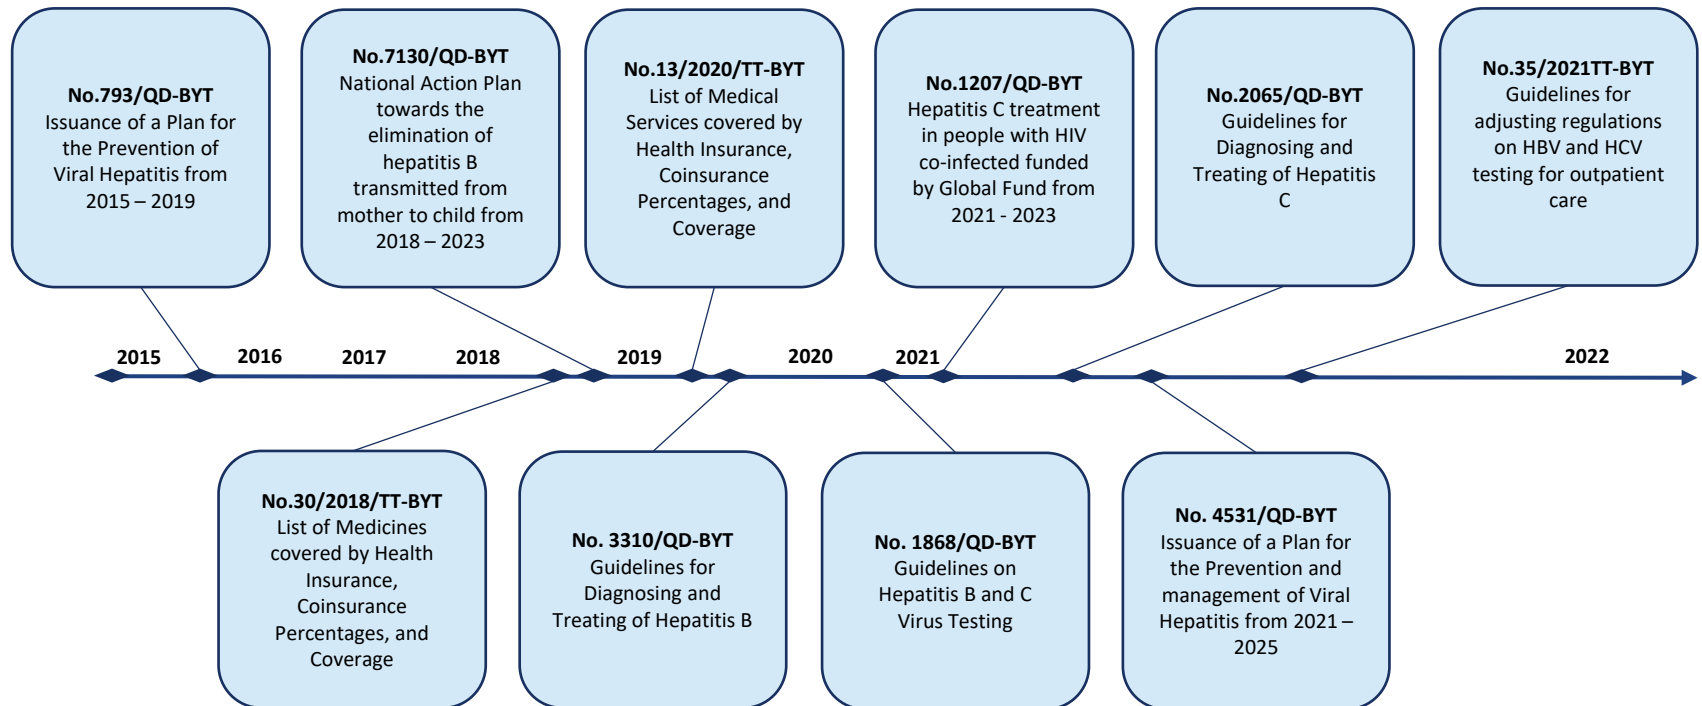 No.793/QD-BYT
Issuance of a Plan for
the Prevention of
Viral Hepatitis from
2015 – 2019
No.7130/QD-BYT
National Action Plan
towards the
elimination of
hepatitis B
transmitted from
mother to child from
2018 – 2023
No.13/2020/TT-BYT
List of Medical
Services covered by
Health Insurance,
Coinsurance
Percentages, and
Coverage
No.1207/QD-BYT
Hepatitis C treatment
in people with HIV
co-infected funded
by Global Fund from
2021 - 2023
No.2065/QD-BYT
Guidelines for
Diagnosing and
Treating of Hepatitis
C
No.35/2021TT-BYT
Guidelines for
adjusting regulations
on HBV and HCV
testing for outpatient
care
2015
2016
2017
2018
2019
2020
2021
2022
No.30/2018/TT-BYT
List of Medicines
covered by Health
Insurance,
Coinsurance
Percentages, and
Coverage
No. 3310/QD-BYT
Guidelines for
Diagnosing and
Treating of Hepatitis B
No. 1868/QD-BYT
Guidelines on
Hepatitis B and C
Virus Testing
No. 4531/QD-BYT
Issuance of a Plan for
the Prevention and
management of Viral
Hepatitis from 2021 –
2025